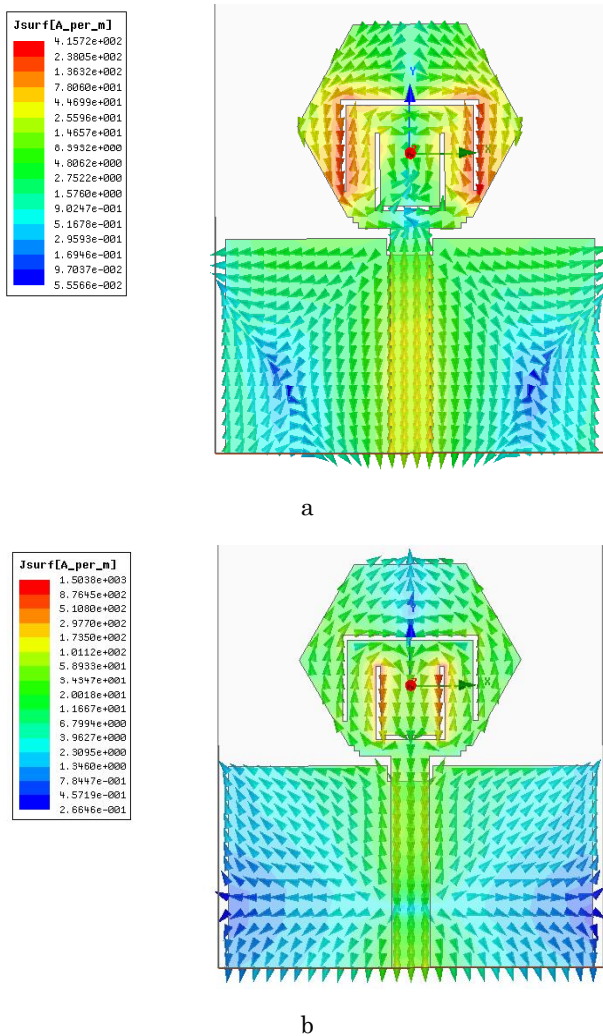 Jsurf[A_per_m]
4.1572e+002
2.3805e+002
1.3632e+002
7.8060e+001
4.4699e+001
2.5596e+001
1.4657e+001
8.3932e+000
4.8062e+000
2.7522e+000
1.5760e+000
9.0247e-001
5.1678e-001
2.9593e-001
1.6946e-001
9.7037e-002
5.5566e-002
Y
X
a
Jsurf[A_per_m]
1.5038e+003
8.7645e+002
5.1080e+002
2.9770e+002
1.7350e+002
1.0112e+002
5.8933e+001
3.4347e+001
2.0018e+001
1.1667e+001
6.7994e+000
3.9627e+000
2.3095e+000
1.3460e+000
7.8447e-001
4.5719e-001
2.6646e-001
Y
X
b